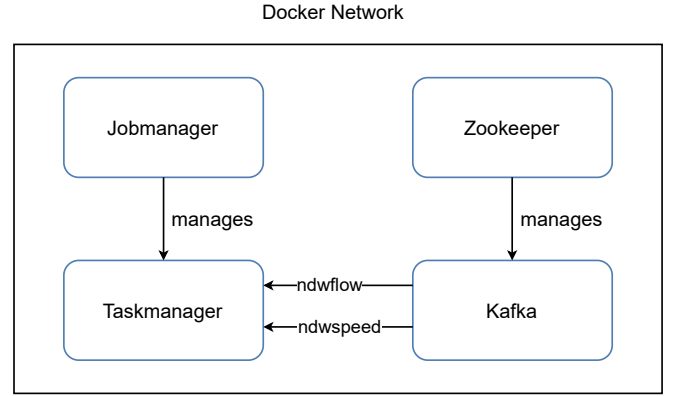 Docker Network
Jobmanager
Zookeeper
manages
manages
Taskmanager
ndwflow
ndwspeed
Kafka